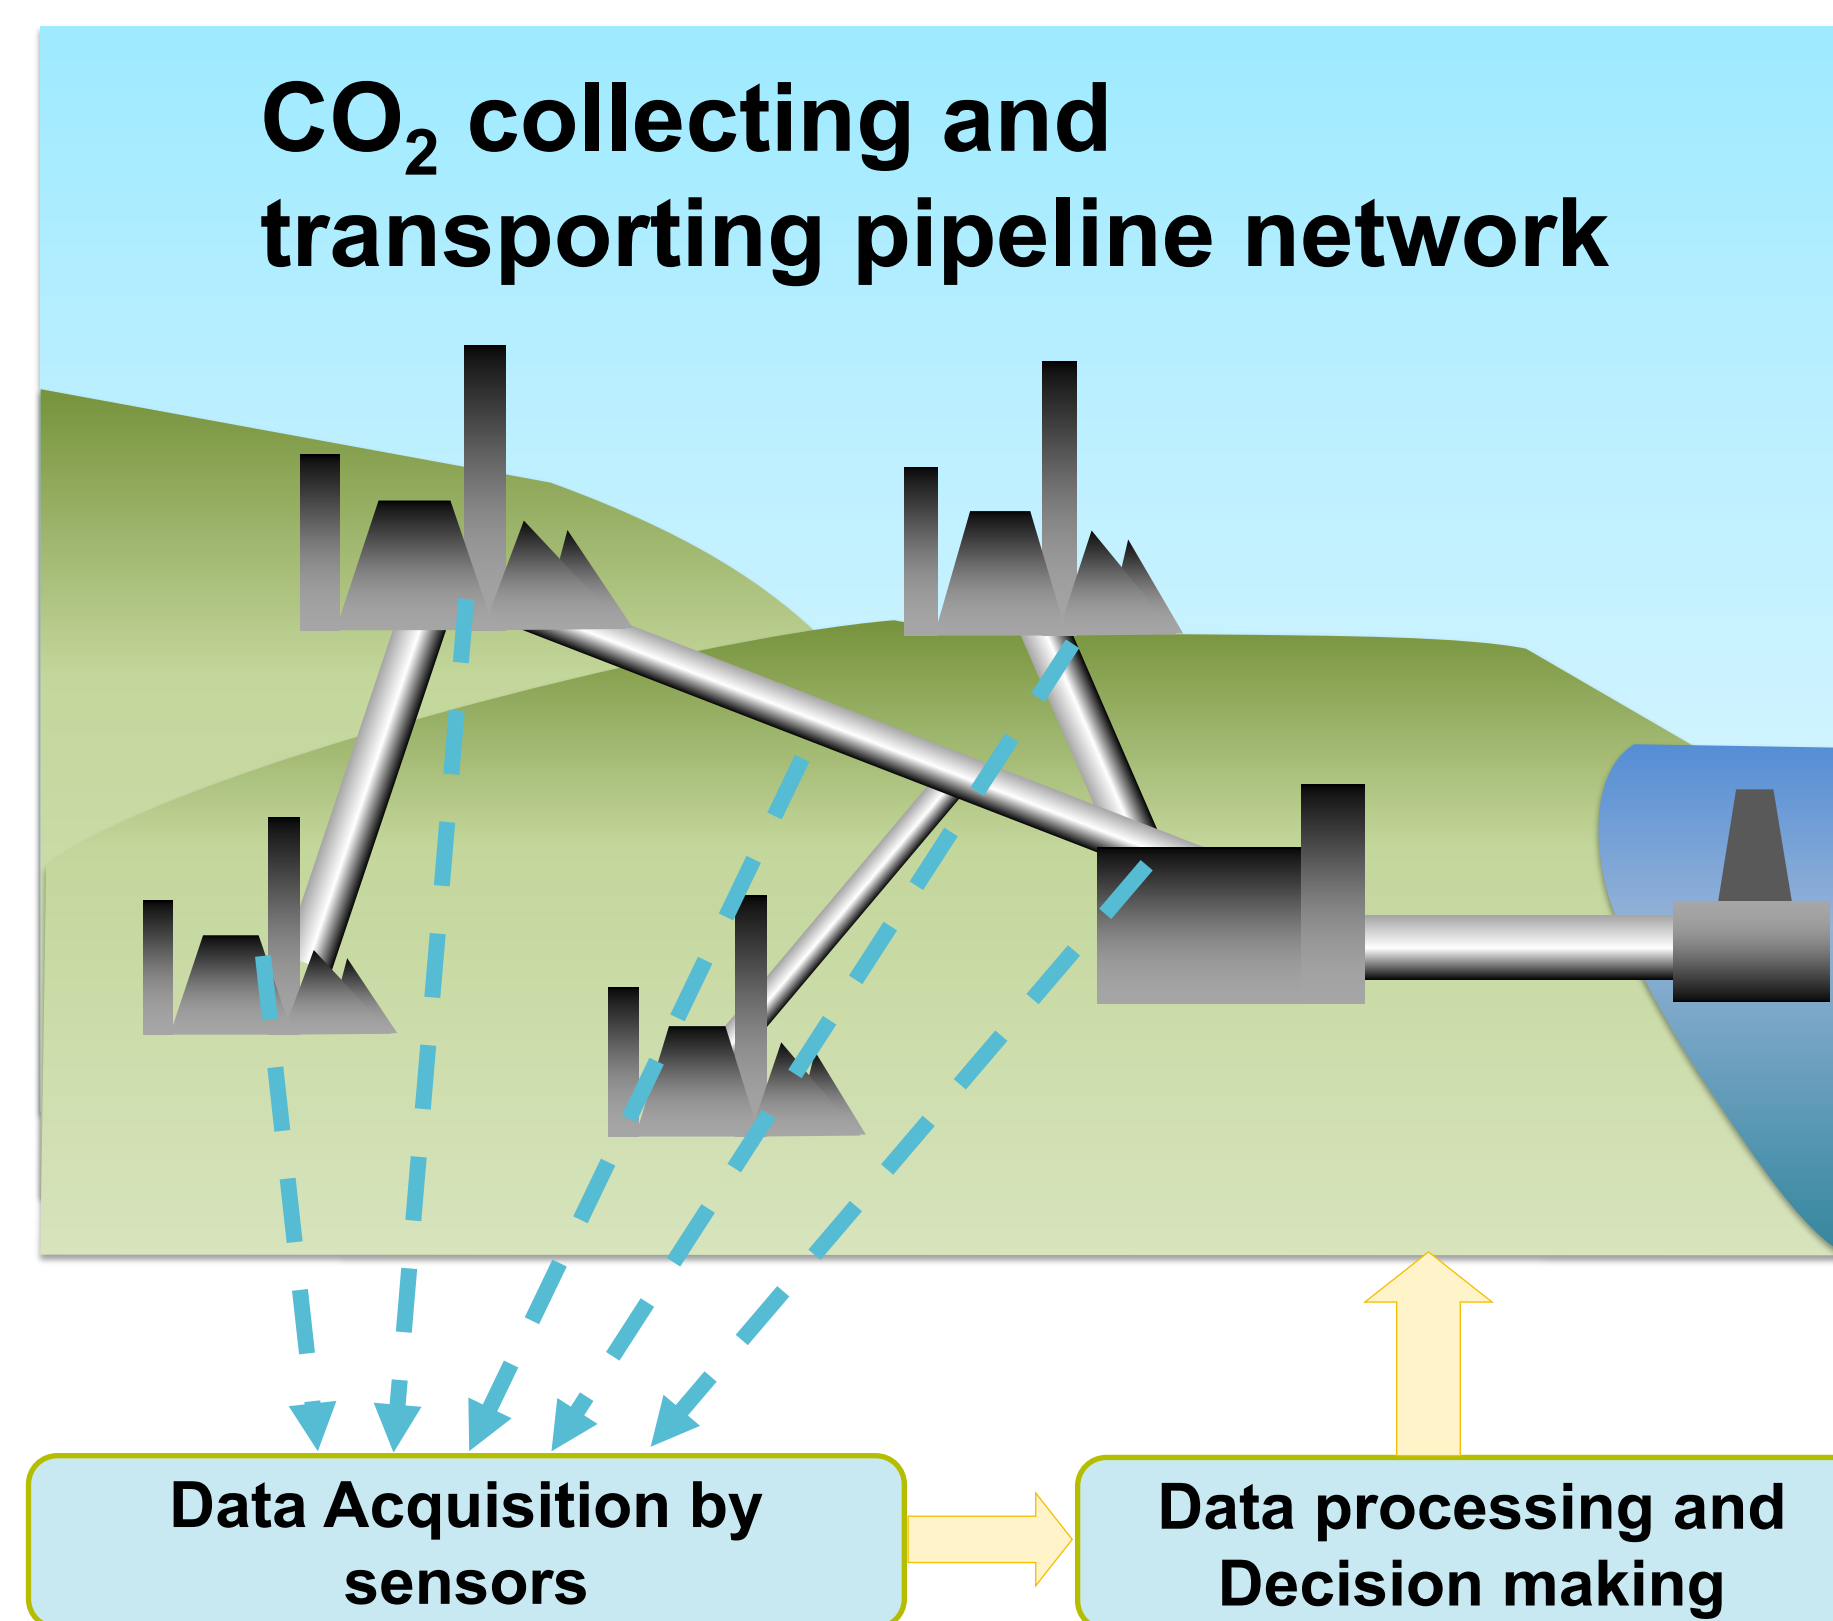 CO₂ collecting and
transporting pipeline network
Data Acquisition by
sensors
Data processing and
Decision making